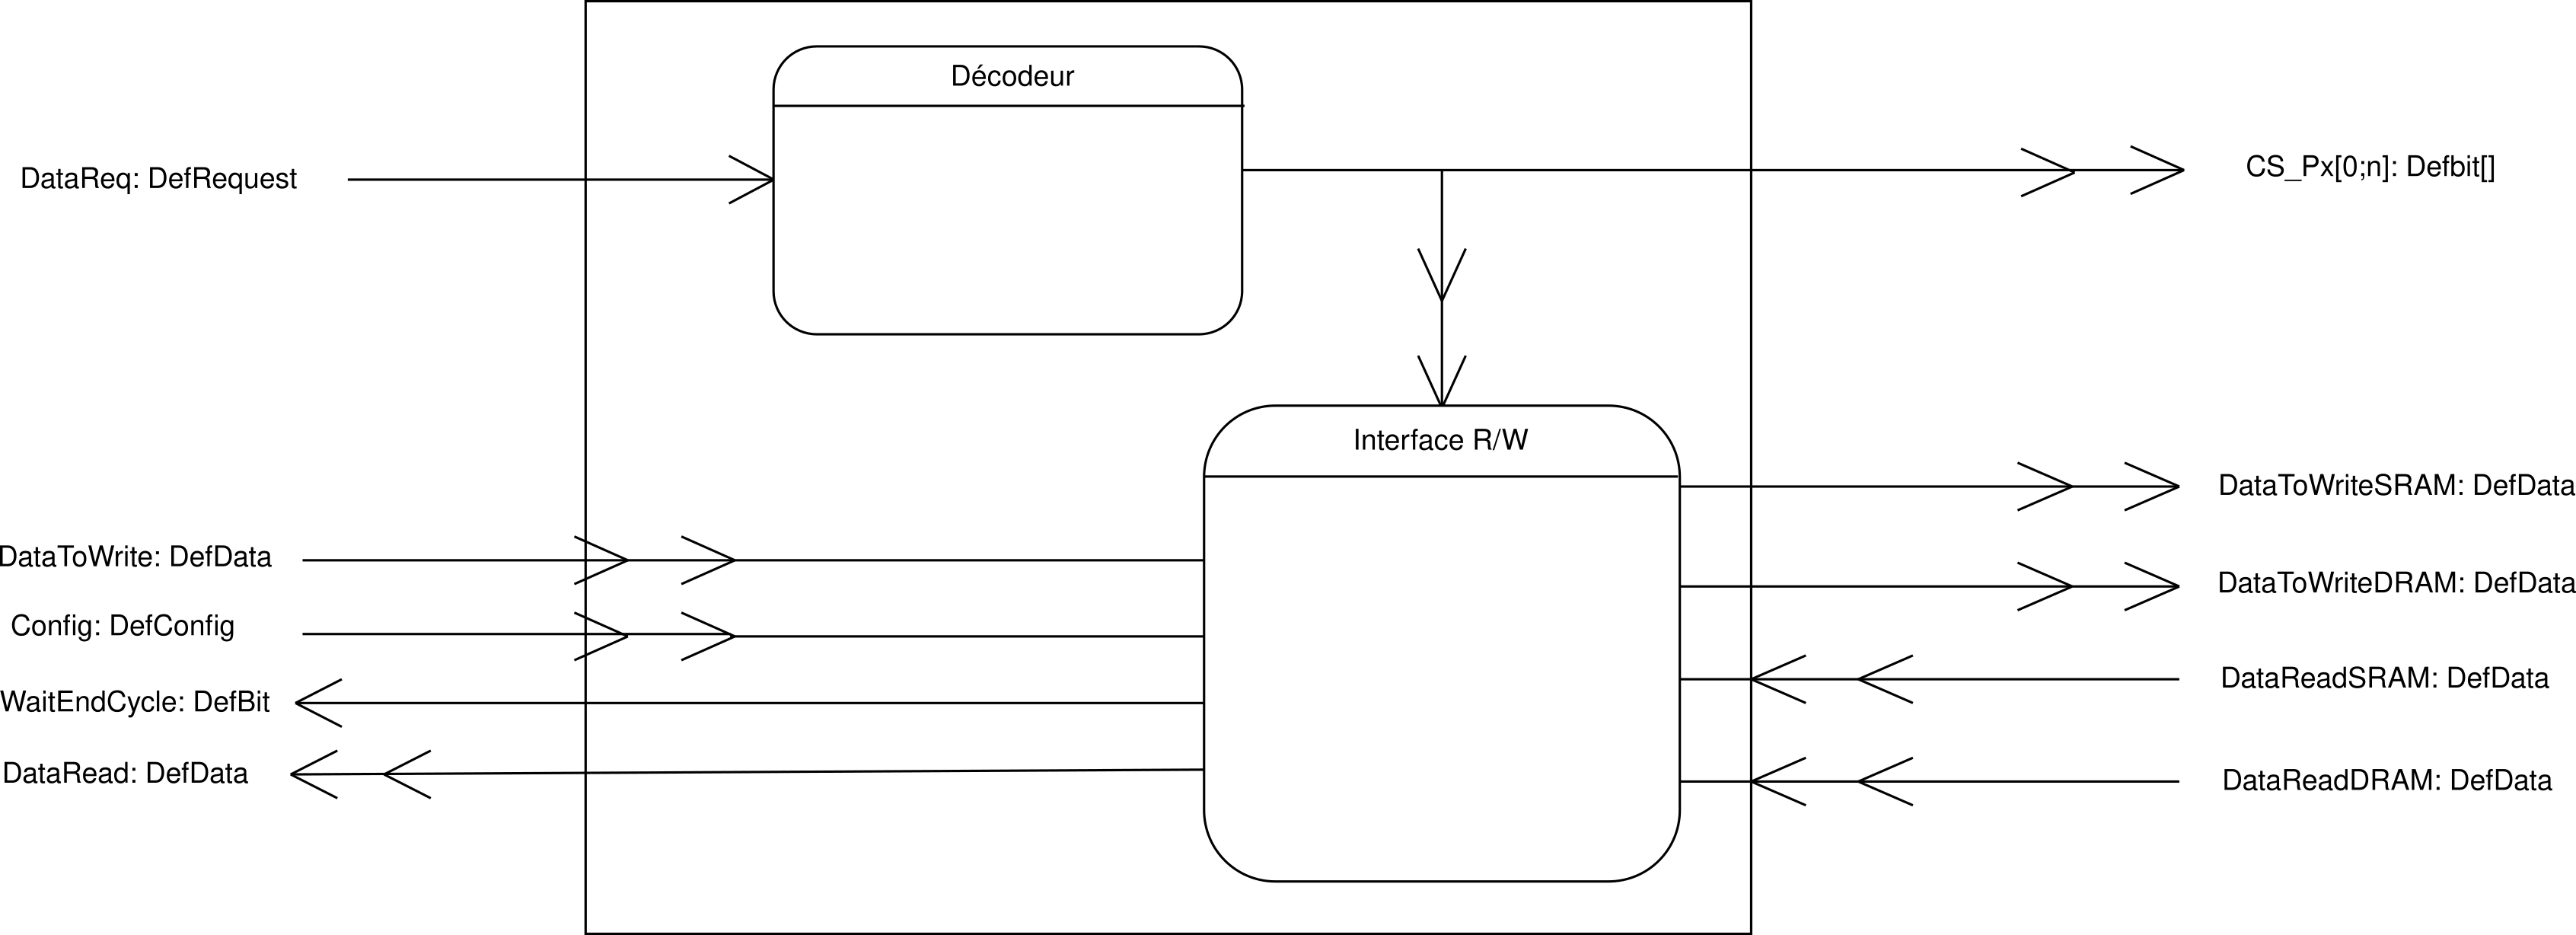 Décodeur
DataReq: DefRequest
CS_Px[0;n]: Defbit[]
Interface R/W
DataToWriteSRAM: DefData
DataToWrite: DefData
DataToWriteDRAM: DefData
Config: DefConfig
DataReadSRAM: DefData
WaitEndCycle: DefBit
DataRead: DefData
DataReadDRAM: DefData